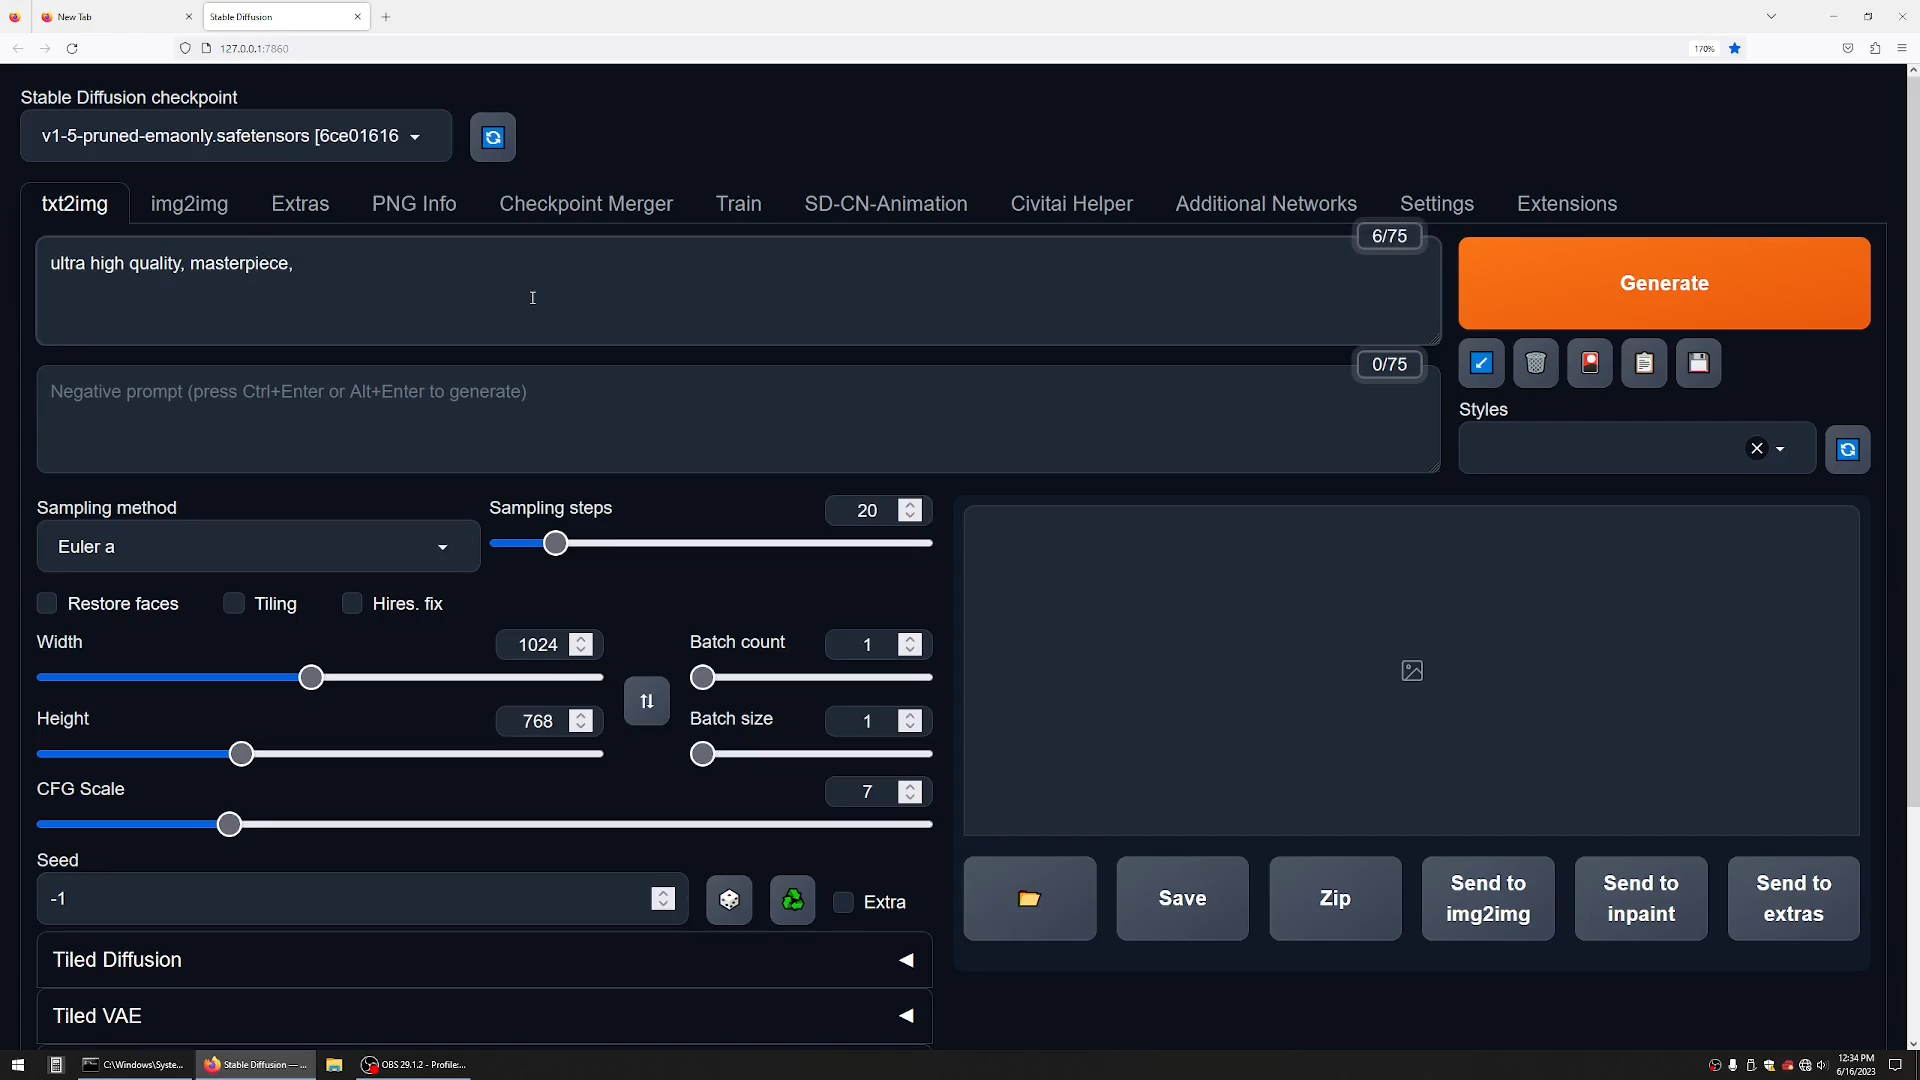 New Tab
Stable Diffusion
127.0.0.1:7860
170%
Stable Diffusion checkpoint
v1-5-pruned-emaonly.safetensors [6ce01616
txt2img
img2img
Extras
PNG Info
Checkpoint Merger
Train
SD-CN-Animation
Civitai Helper
Additional Networks
Settings
Extensions
6/75
ultra high quality, masterpiece,
Generate
0/75
Negative prompt (press Ctrl+Enter or Alt+Enter to generate)
Styles
Sampling method
Euler a
Sampling steps
20
Restore faces
Tiling
Hires. fix
Width
1024
Batch count
1
Height
768
Batch size
1
CFG Scale
7
Seed
-1
Extra
Save
Zip
Send to
img2img
Send to
inpaint
Send to
extras
Tiled Diffusion
Tiled VAE
C:\Windows\Syste...
Stable Diffusion — ...
OBS 29.1.2 - Profile:...
12:34 PM
6/16/2023